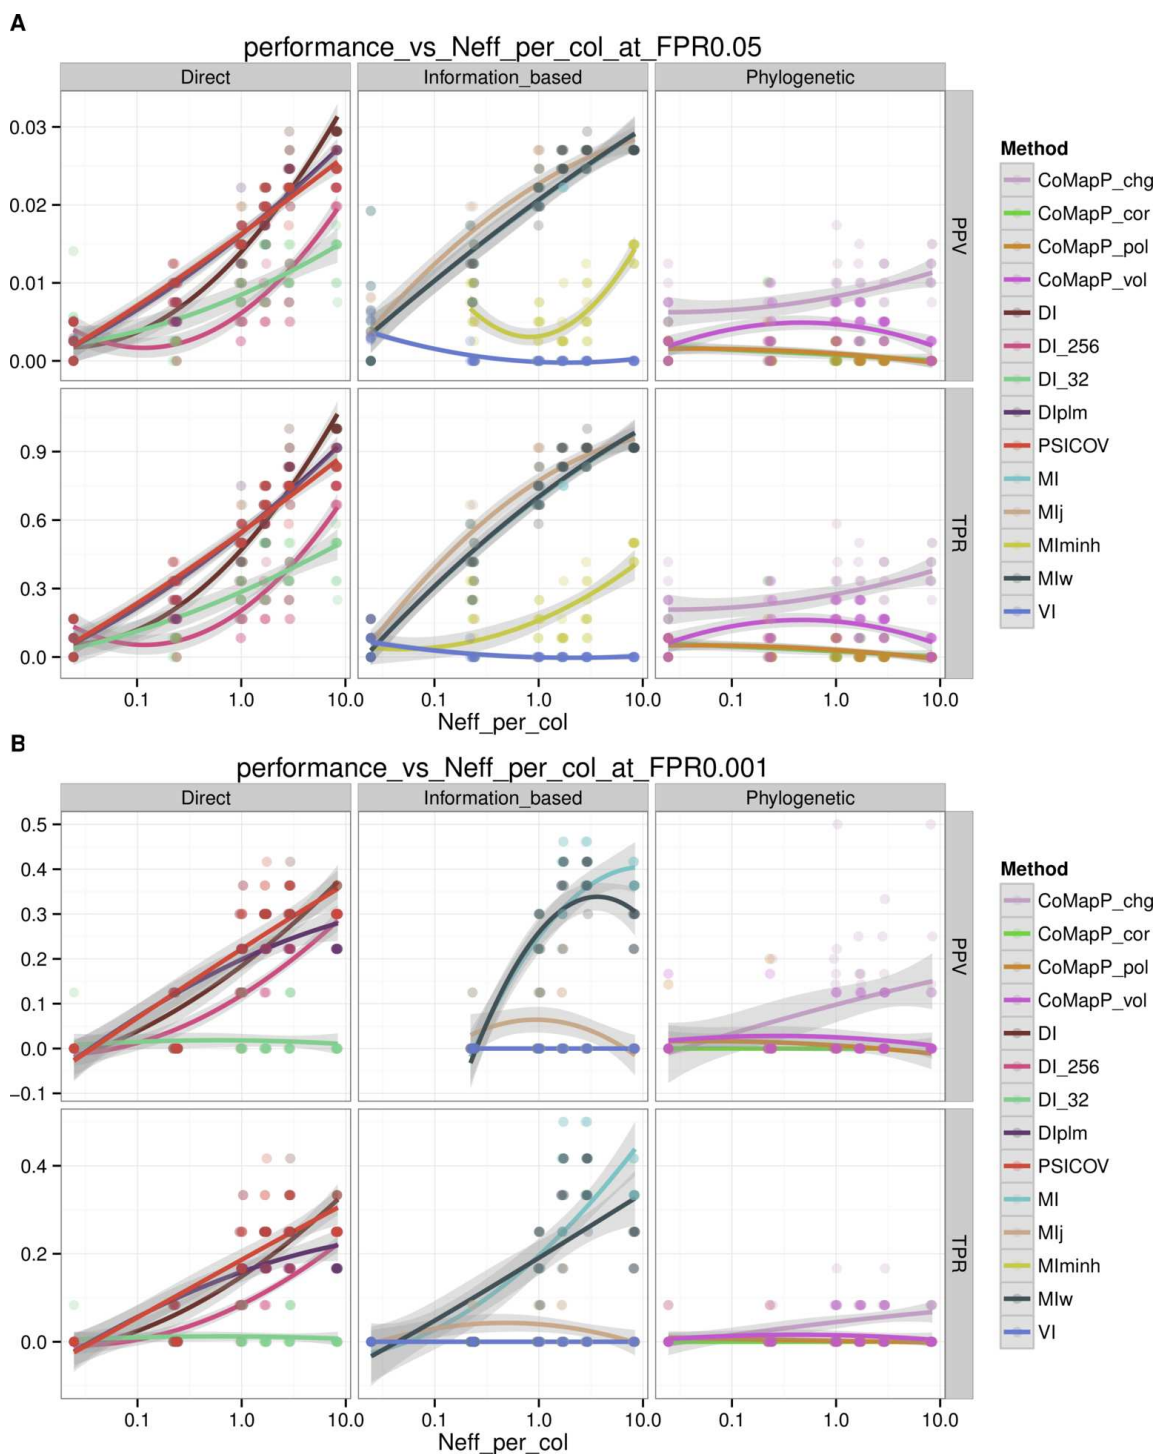 A
performance_vs_Neff_per_col_at_FPR0.05
Direct Information_based Phylogenetic
0.03
0.02
0.01
0.00
PPV
0.9
0.6
0.3
0.0
TPR
0.1 1.0 10.0 0.1 1.0 10.0 0.1 1.0 10.0
Neff_per_col
Method
CoMapP_chg
CoMapP_cor
CoMapP_pol
CoMapP_vol
DI
DI_256
DI_32
DIplm
PSICOV
MI
MIj
MIminh
MIw
VI
B
performance_vs_Neff_per_col_at_FPR0.001
Direct Information_based Phylogenetic
0.5
0.4
0.3
0.2
0.1
0.0
−0.1
PPV
0.4
0.2
0.0
TPR
0.1 1.0 10.0 0.1 1.0 10.0 0.1 1.0 10.0
Neff_per_col
Method
CoMapP_chg
CoMapP_cor
CoMapP_pol
CoMapP_vol
DI
DI_256
DI_32
DIplm
PSICOV
MI
MIj
MIminh
MIw
VI